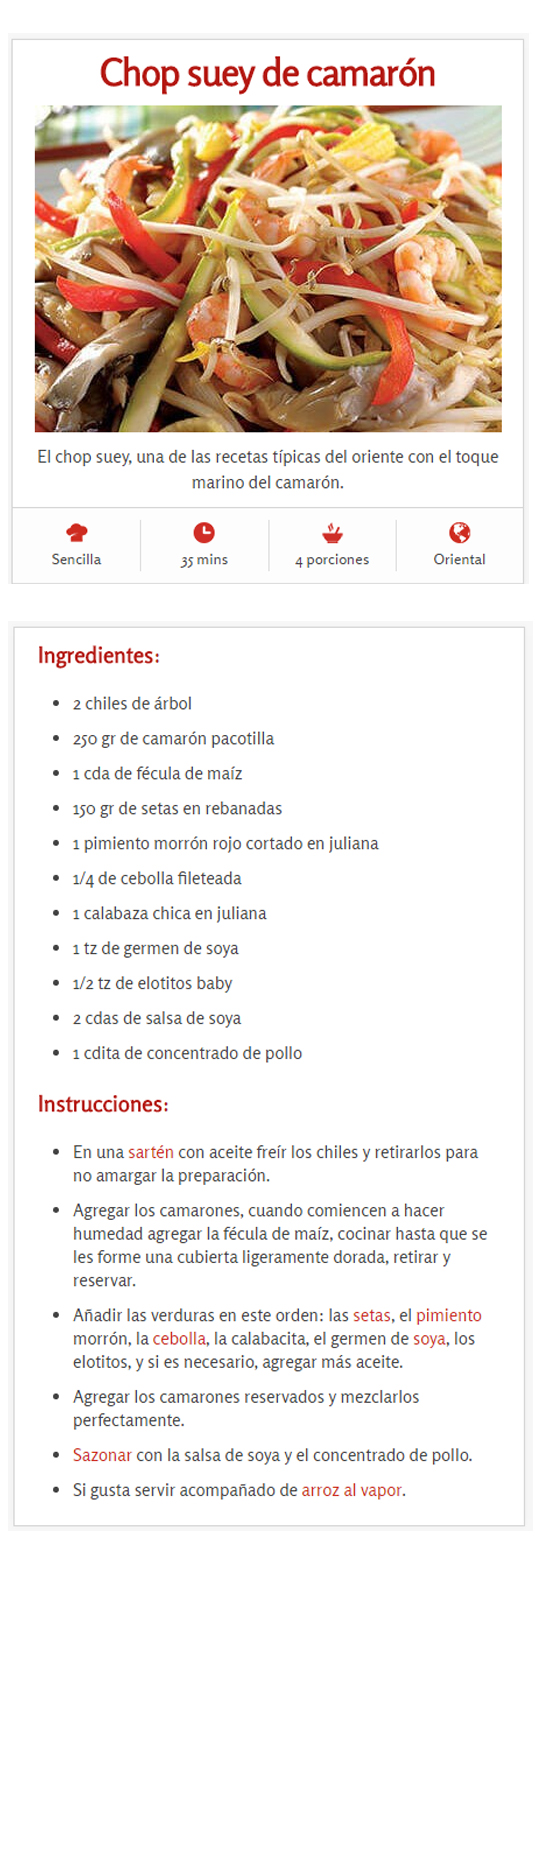 Chop suey de camarón
El chop suey, una de las recetas típicas del oriente con el toque
marino del camarón.
Sencilla
35 mins
4 porciones
Oriental
Ingredientes:
• 2 chiles de árbol
• 250 gr de camarón pacotilla
• 1 cda de fécula de maíz
• 150 gr de setas en rebanadas
• 1 pimiento morrón rojo cortado en juliana
• 1/4 de cebolla fileteada
• 1 calabaza chica en juliana
• 1 tz de germen de soya
• 1/2 tz de elotitos baby
• 2 cdas de salsa de soya
• 1 cdita de concentrado de pollo
Instrucciones:
• En una sartén con aceite freír los chiles y retirarlos para
no amargar la preparación.
• Agregar los camarones, cuando comiencen a hacer
humedad agregar la fécula de maíz, cocinar hasta que se
les forme una cubierta ligeramente dorada, retirar y
reservar.
• Añadir las verduras en este orden: las setas, el pimiento
morrón, la cebolla, la calabacita, el germen de soya, los
elotitos, y si es necesario, agregar más aceite.
• Agregar los camarones reservados y mezclarlos
perfectamente.
• Sazonar con la salsa de soya y el concentrado de pollo.
• Si gusta servir acompañado de arroz al vapor.